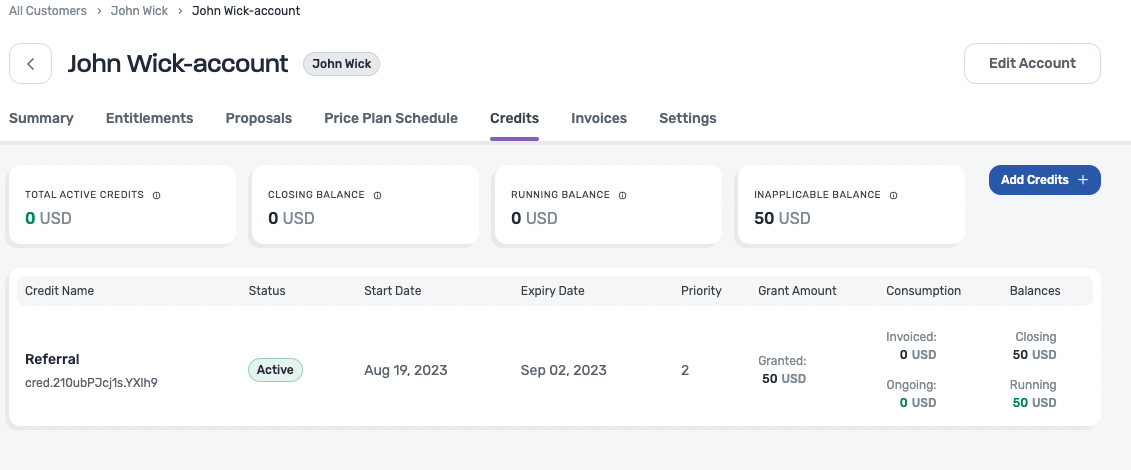 All Customers > John Wick > John Wick-account
John Wick-account John Wick
Edit Account
Summary Entitlements Proposals Price Plan Schedule Credits Invoices Settings
TOTAL ACTIVE CREDITS
0 USD
CLOSING BALANCE
0 USD
RUNNING BALANCE
0 USD
INAPPLICABLE BALANCE
50 USD
Add Credits +
Credit Name Status Start Date Expiry Date Priority Grant Amount Consumption Balances
Referral
cred.210ubPJcj1s.YXlh9
Active
Aug 19, 2023
Sep 02, 2023
2
Granted:
50 USD
Invoiced:
0 USD
Ongoing:
0 USD
Closing
50 USD
Running
50 USD